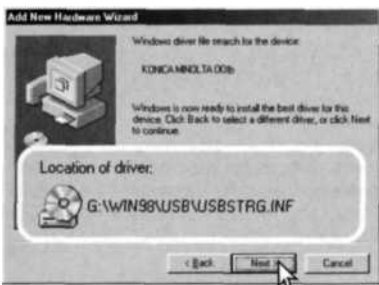 Add New Hardware Wizard
Windows driver file search for the device:
KONICA MINOLTA OOIb
Windows is now ready to install the best driver for this
device. Click Back to select a different driver, or click Next
to continue.
Location of driver:
G:\WIN98\USB\USBSTRG.INF
< Back
Next >
Cancel